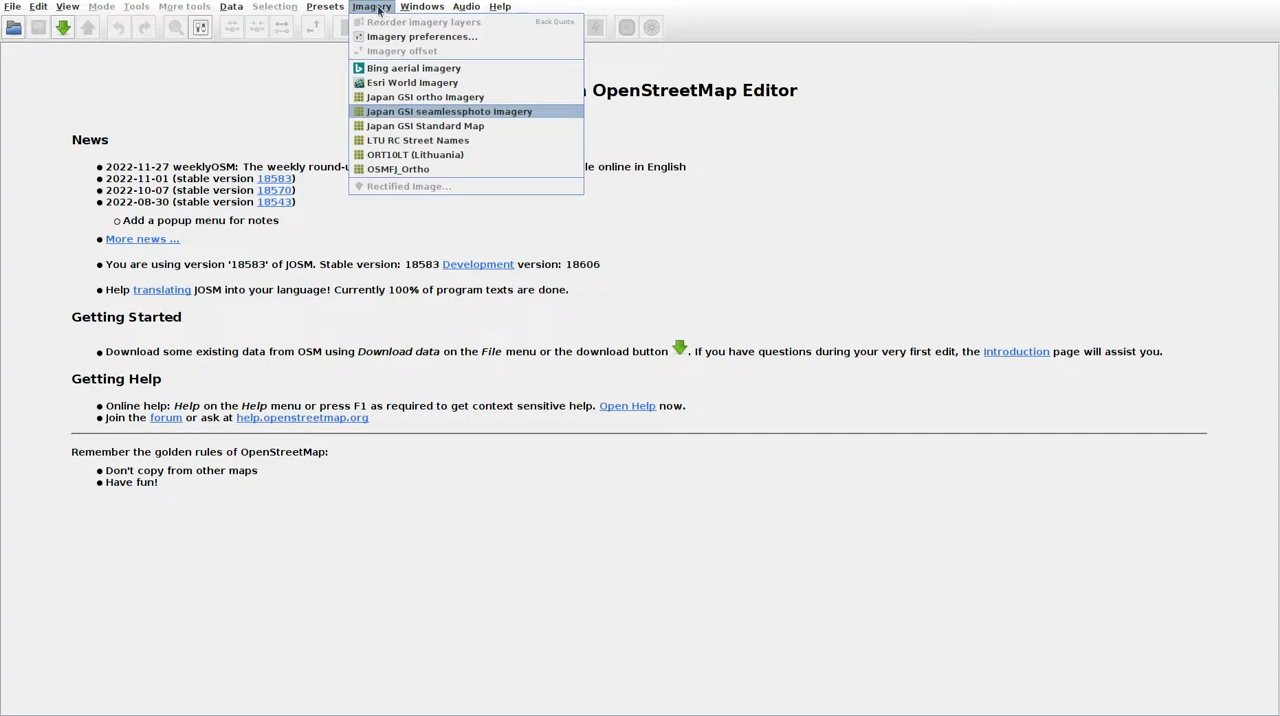 File Edit View Mode Tools More tools Data Selection Presets Imagery Windows Audio Help
Reorder imagery layers Back Quote
Imagery preferences...
Imagery offset
Bing aerial imagery
Esri World Imagery
Japan GSI ortho Imagery
Japan GSI seamlessphoto Imagery
Japan GSI Standard Map
LTU RC Street Names
ORT10LT (Lithuania)
OSMFJ_Ortho
Rectified Image...
OpenStreetMap Editor
News
2022-11-27 weeklyOSM: The weekly round-u le online in English
2022-11-01 (stable version 18583)
2022-10-07 (stable version 18570)
2022-08-30 (stable version 18543)
Add a popup menu for notes
More news ...
You are using version '18583' of JOSM. Stable version: 18583 Development version: 18606
Help translating JOSM into your language! Currently 100% of program texts are done.
Getting Started
Download some existing data from OSM using Download data on the File menu or the download button . If you have questions during your very first edit, the Introduction page will assist you.
Getting Help
Online help: Help on the Help menu or press F1 as required to get context sensitive help. Open Help now.
Join the forum or ask at help.openstreetmap.org
Remember the golden rules of OpenStreetMap:
Don't copy from other maps
Have fun!